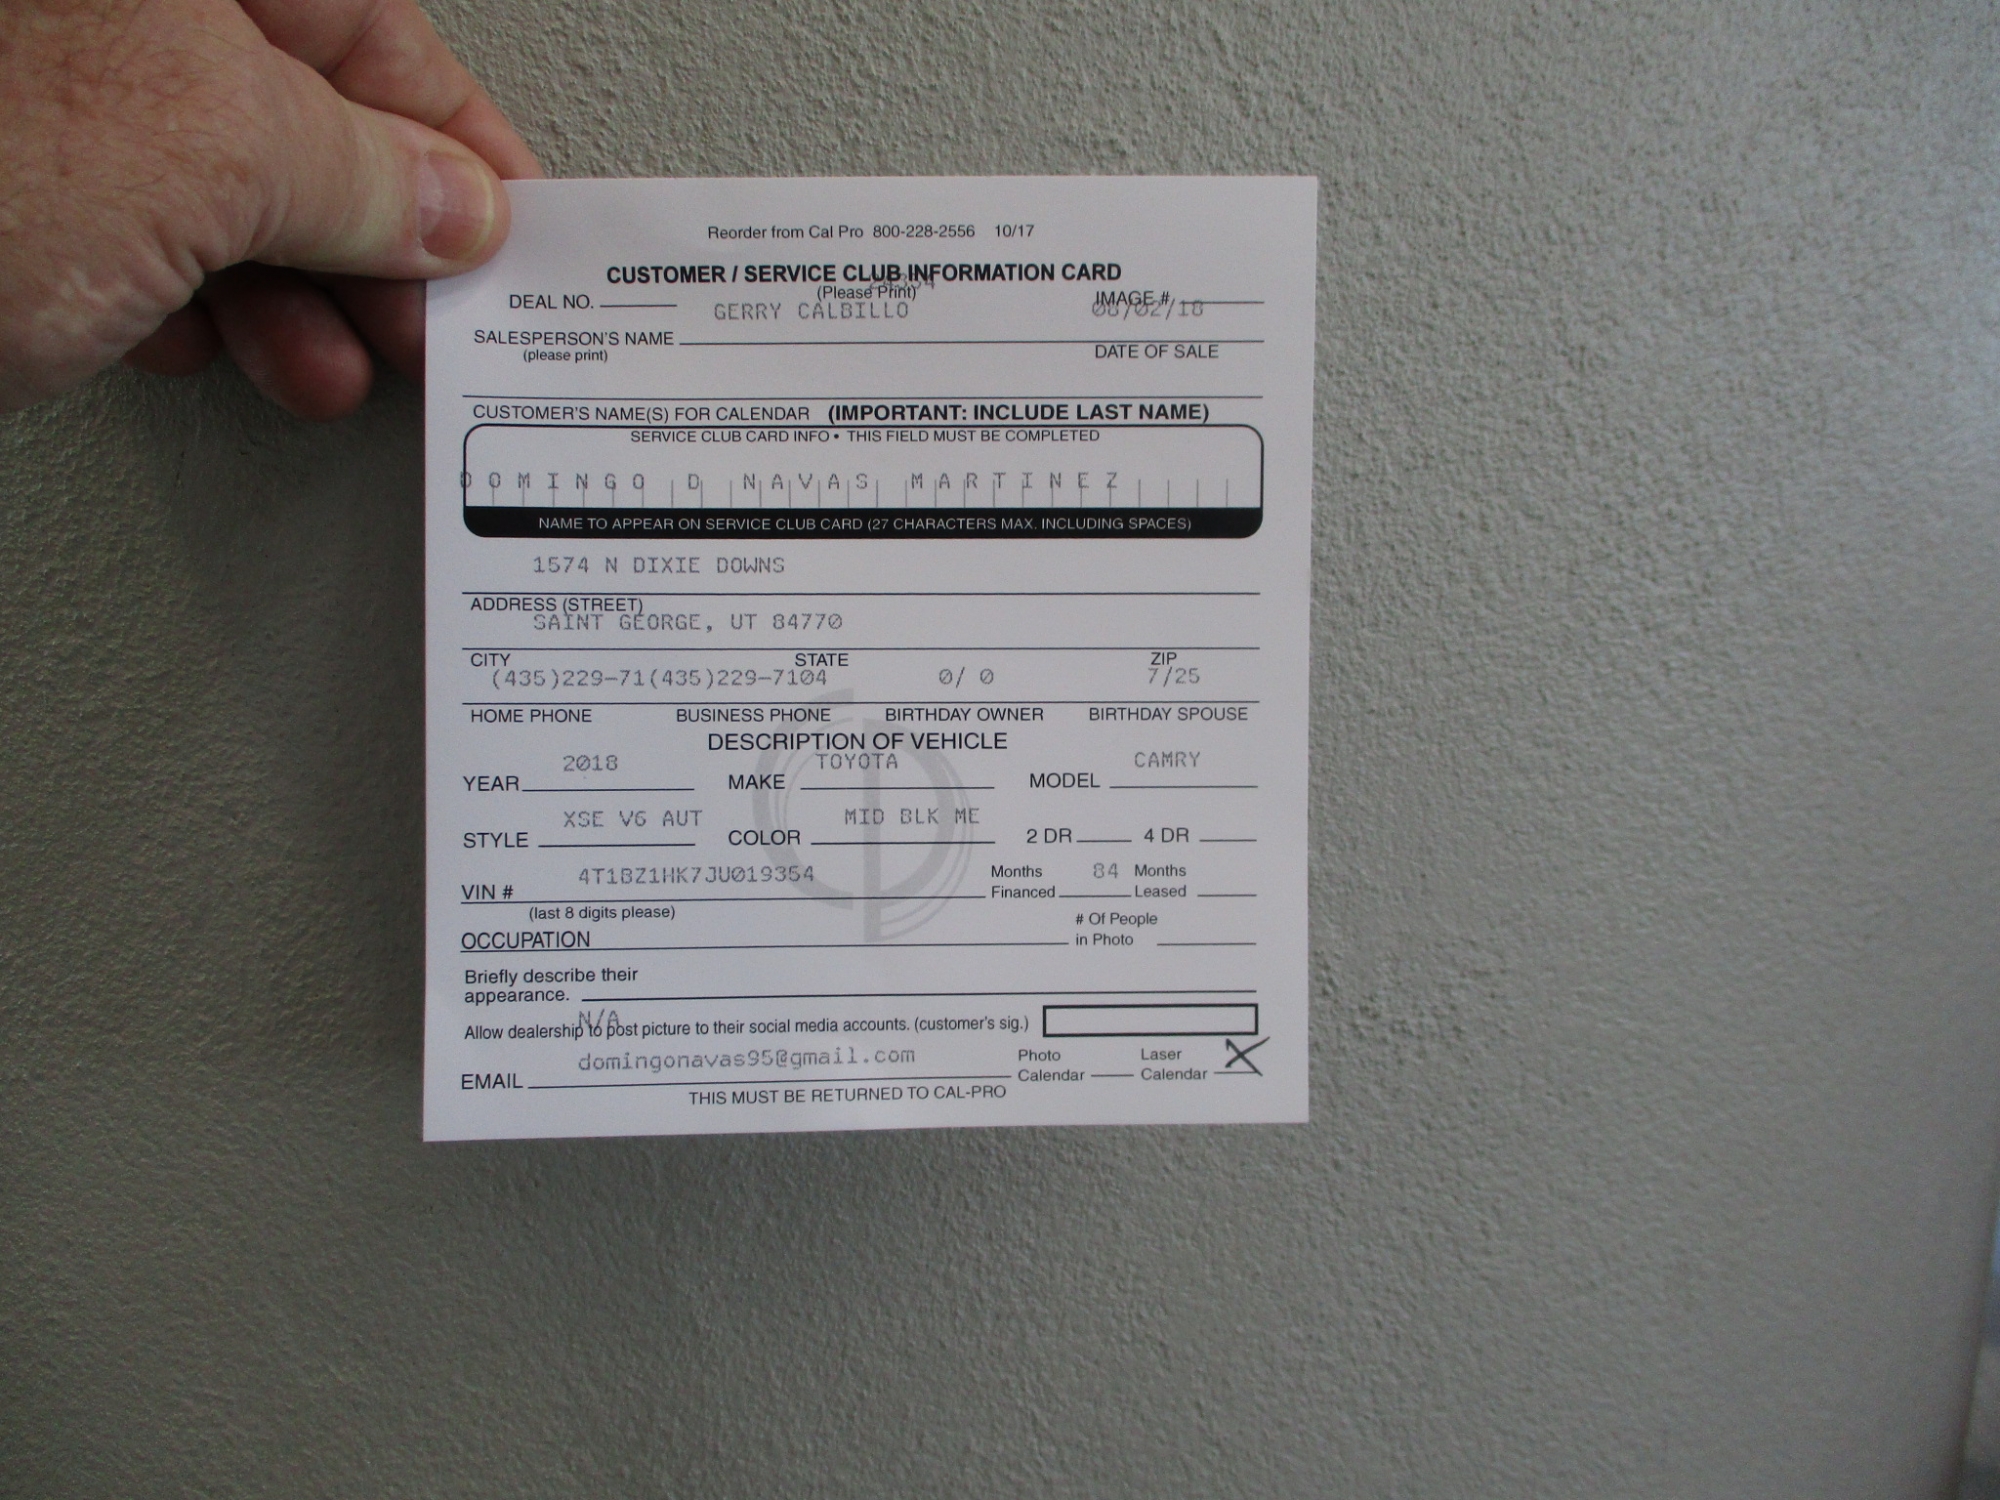 Reorder from Cal Pro 800-228-2556 10/17
CUSTOMER / SERVICE CLUB INFORMATION CARD
(Please Print)
DEAL NO. IMAGE #
GERRY CALBILLO 08/02/18
SALESPERSON'S NAME
(please print) DATE OF SALE
CUSTOMER'S NAME(S) FOR CALENDAR (IMPORTANT: INCLUDE LAST NAME)
SERVICE CLUB CARD INFO • THIS FIELD MUST BE COMPLETED
DOMINGO D NAVAS MARTINEZ
NAME TO APPEAR ON SERVICE CLUB CARD (27 CHARACTERS MAX. INCLUDING SPACES)
1574 N DIXIE DOWNS
ADDRESS (STREET)
SAINT GEORGE, UT 84770
CITY STATE ZIP
(435)229-71(435)229-7104 0/ 0 7/25
HOME PHONE BUSINESS PHONE BIRTHDAY OWNER BIRTHDAY SPOUSE
DESCRIPTION OF VEHICLE
2018 TOYOTA CAMRY
YEAR MAKE MODEL
XSE V6 AUT MID BLK ME
STYLE COLOR 2 DR 4 DR
4T1BZ1HK7JU019354 Months 84 Months
VIN # Financed Leased
(last 8 digits please) # Of People
OCCUPATION in Photo
Briefly describe their
appearance.
N/A
Allow dealership to post picture to their social media accounts. (customer's sig.)
domingonavas95@gmail.com Photo Laser X
EMAIL Calendar Calendar
THIS MUST BE RETURNED TO CAL-PRO